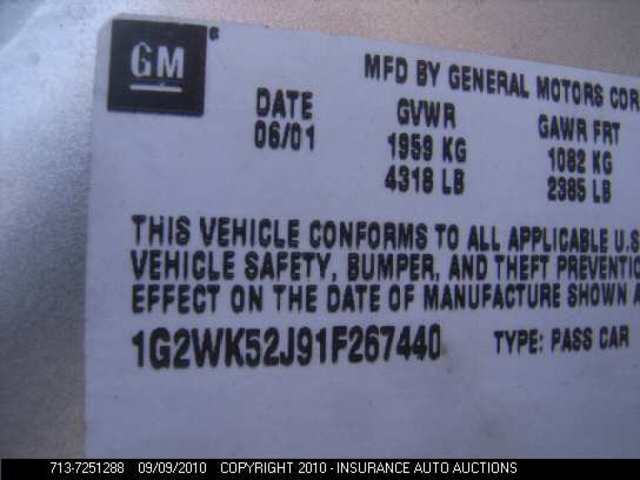 GM
MFD BY GENERAL MOTORS COR
DATE GVWR GAWR FRT
06/01 1959 KG 1082 KG
4318 LB 2385 LB
THIS VEHICLE CONFORMS TO ALL APPLICABLE U.S
VEHICLE SAFETY, BUMPER, AND THEFT PREVENTIO
EFFECT ON THE DATE OF MANUFACTURE SHOWN A
1G2WK52J91F267440 TYPE: PASS CAR
713-7251288 09/09/2010 COPYRIGHT 2010 - INSURANCE AUTO AUCTIONS